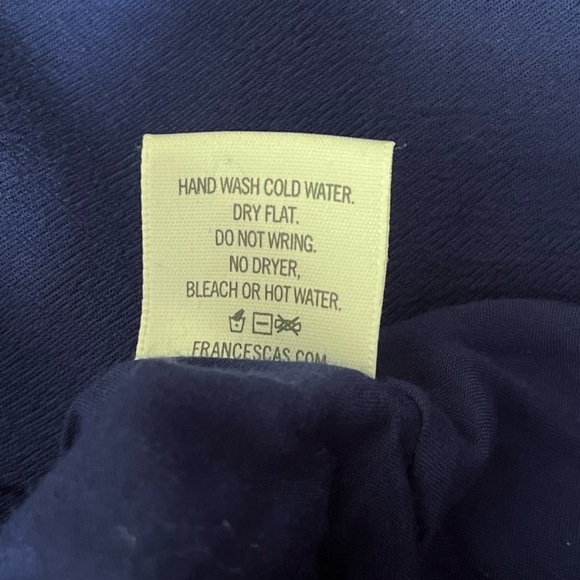 HAND WASH COLD WATER.
DRY FLAT.
DO NOT WRING.
NO DRYER,
BLEACH OR HOT WATER.
FRANCESCAS.COM